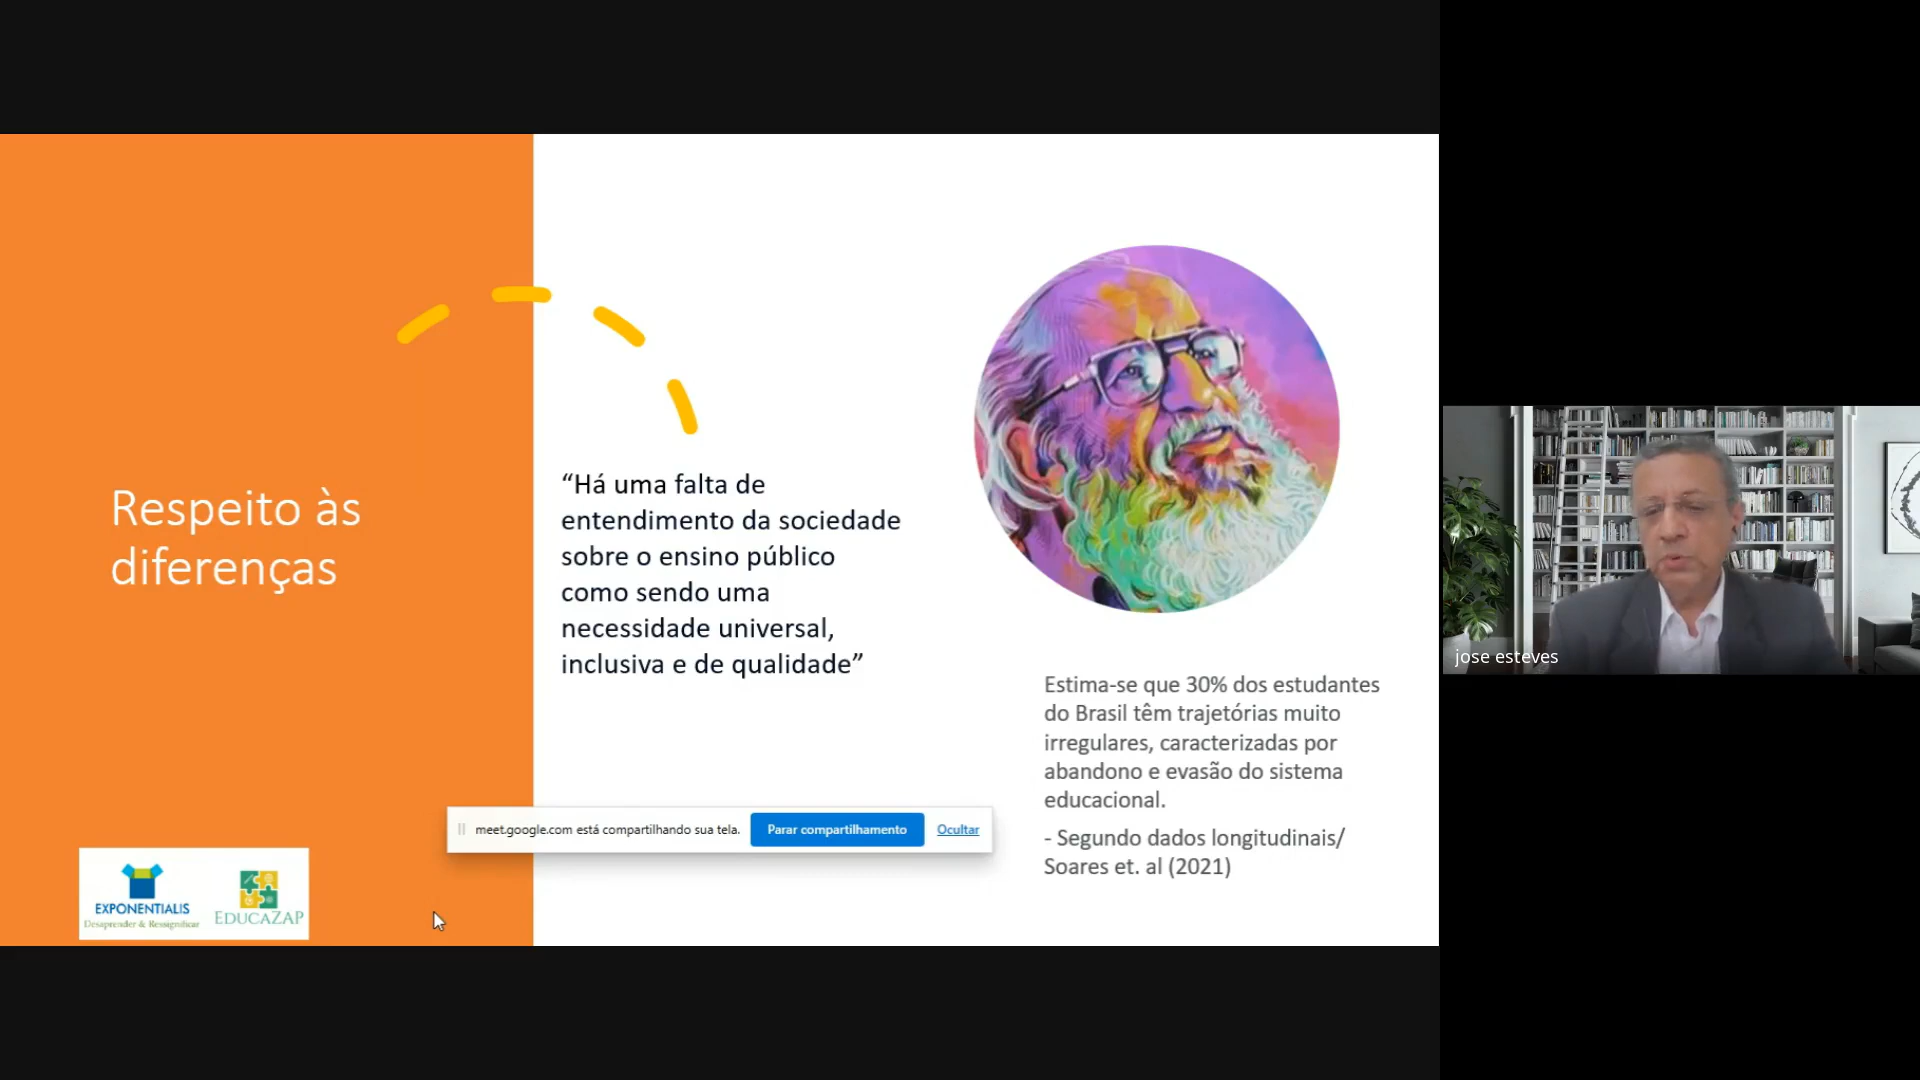 Respeito às
diferenças
“Há uma falta de
entendimento da sociedade
sobre o ensino público
como sendo uma
necessidade universal,
inclusiva e de qualidade”
Estima-se que 30% dos estudantes
do Brasil têm trajetórias muito
irregulares, caracterizadas por
abandono e evasão do sistema
educacional.
- Segundo dados longitudinais/
Soares et. al (2021)
meet.google.com está compartilhando sua tela.
Parar compartilhamento
Ocultar
EXPONENTIALIS
Desaprender & Ressignificar
EDUCAZAP
jose esteves